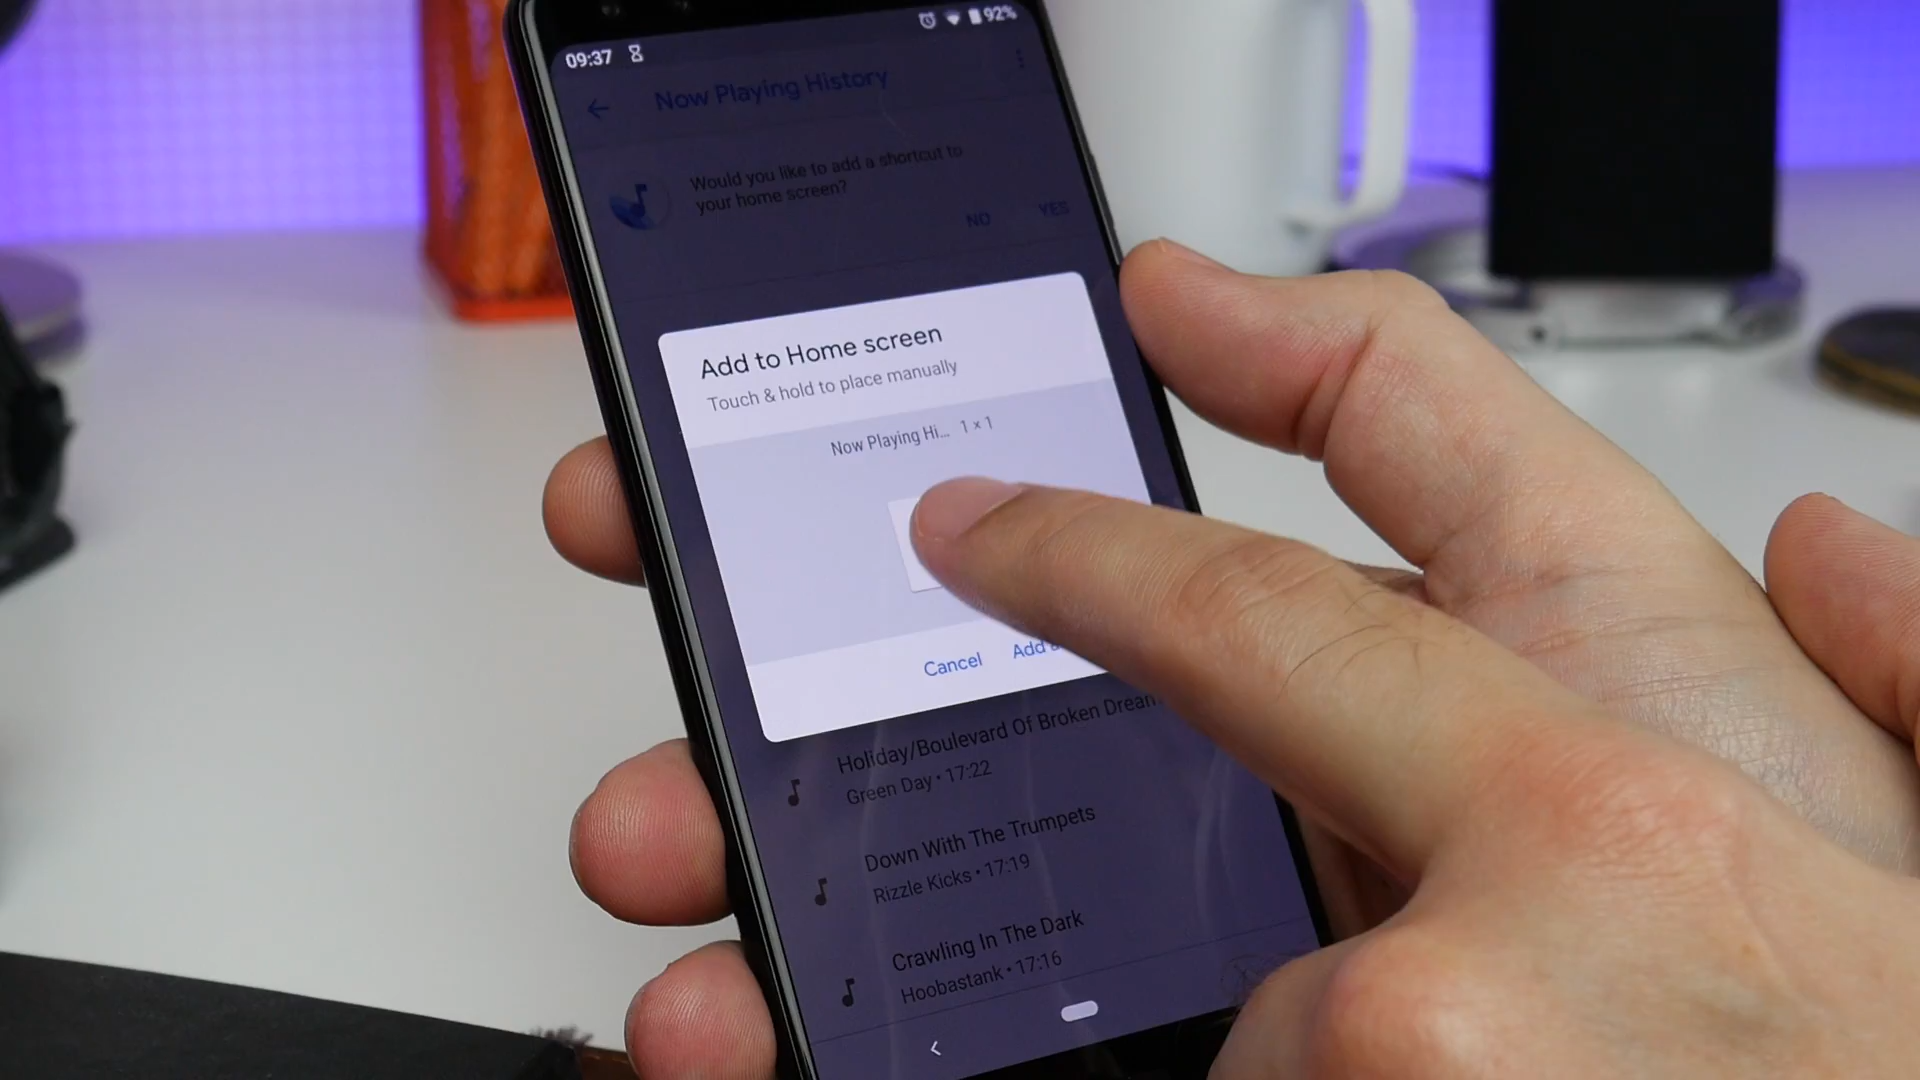 09:37
92%
Now Playing History
Would you like to add a shortcut to
your home screen?
NO YES
Add to Home screen
Touch & hold to place manually
Now Playing Hi... 1 × 1
Cancel Add
Holiday/Boulevard Of Broken Dream
Green Day • 17:22
Down With The Trumpets
Rizzle Kicks • 17:19
Crawling In The Dark
Hoobastank • 17:16